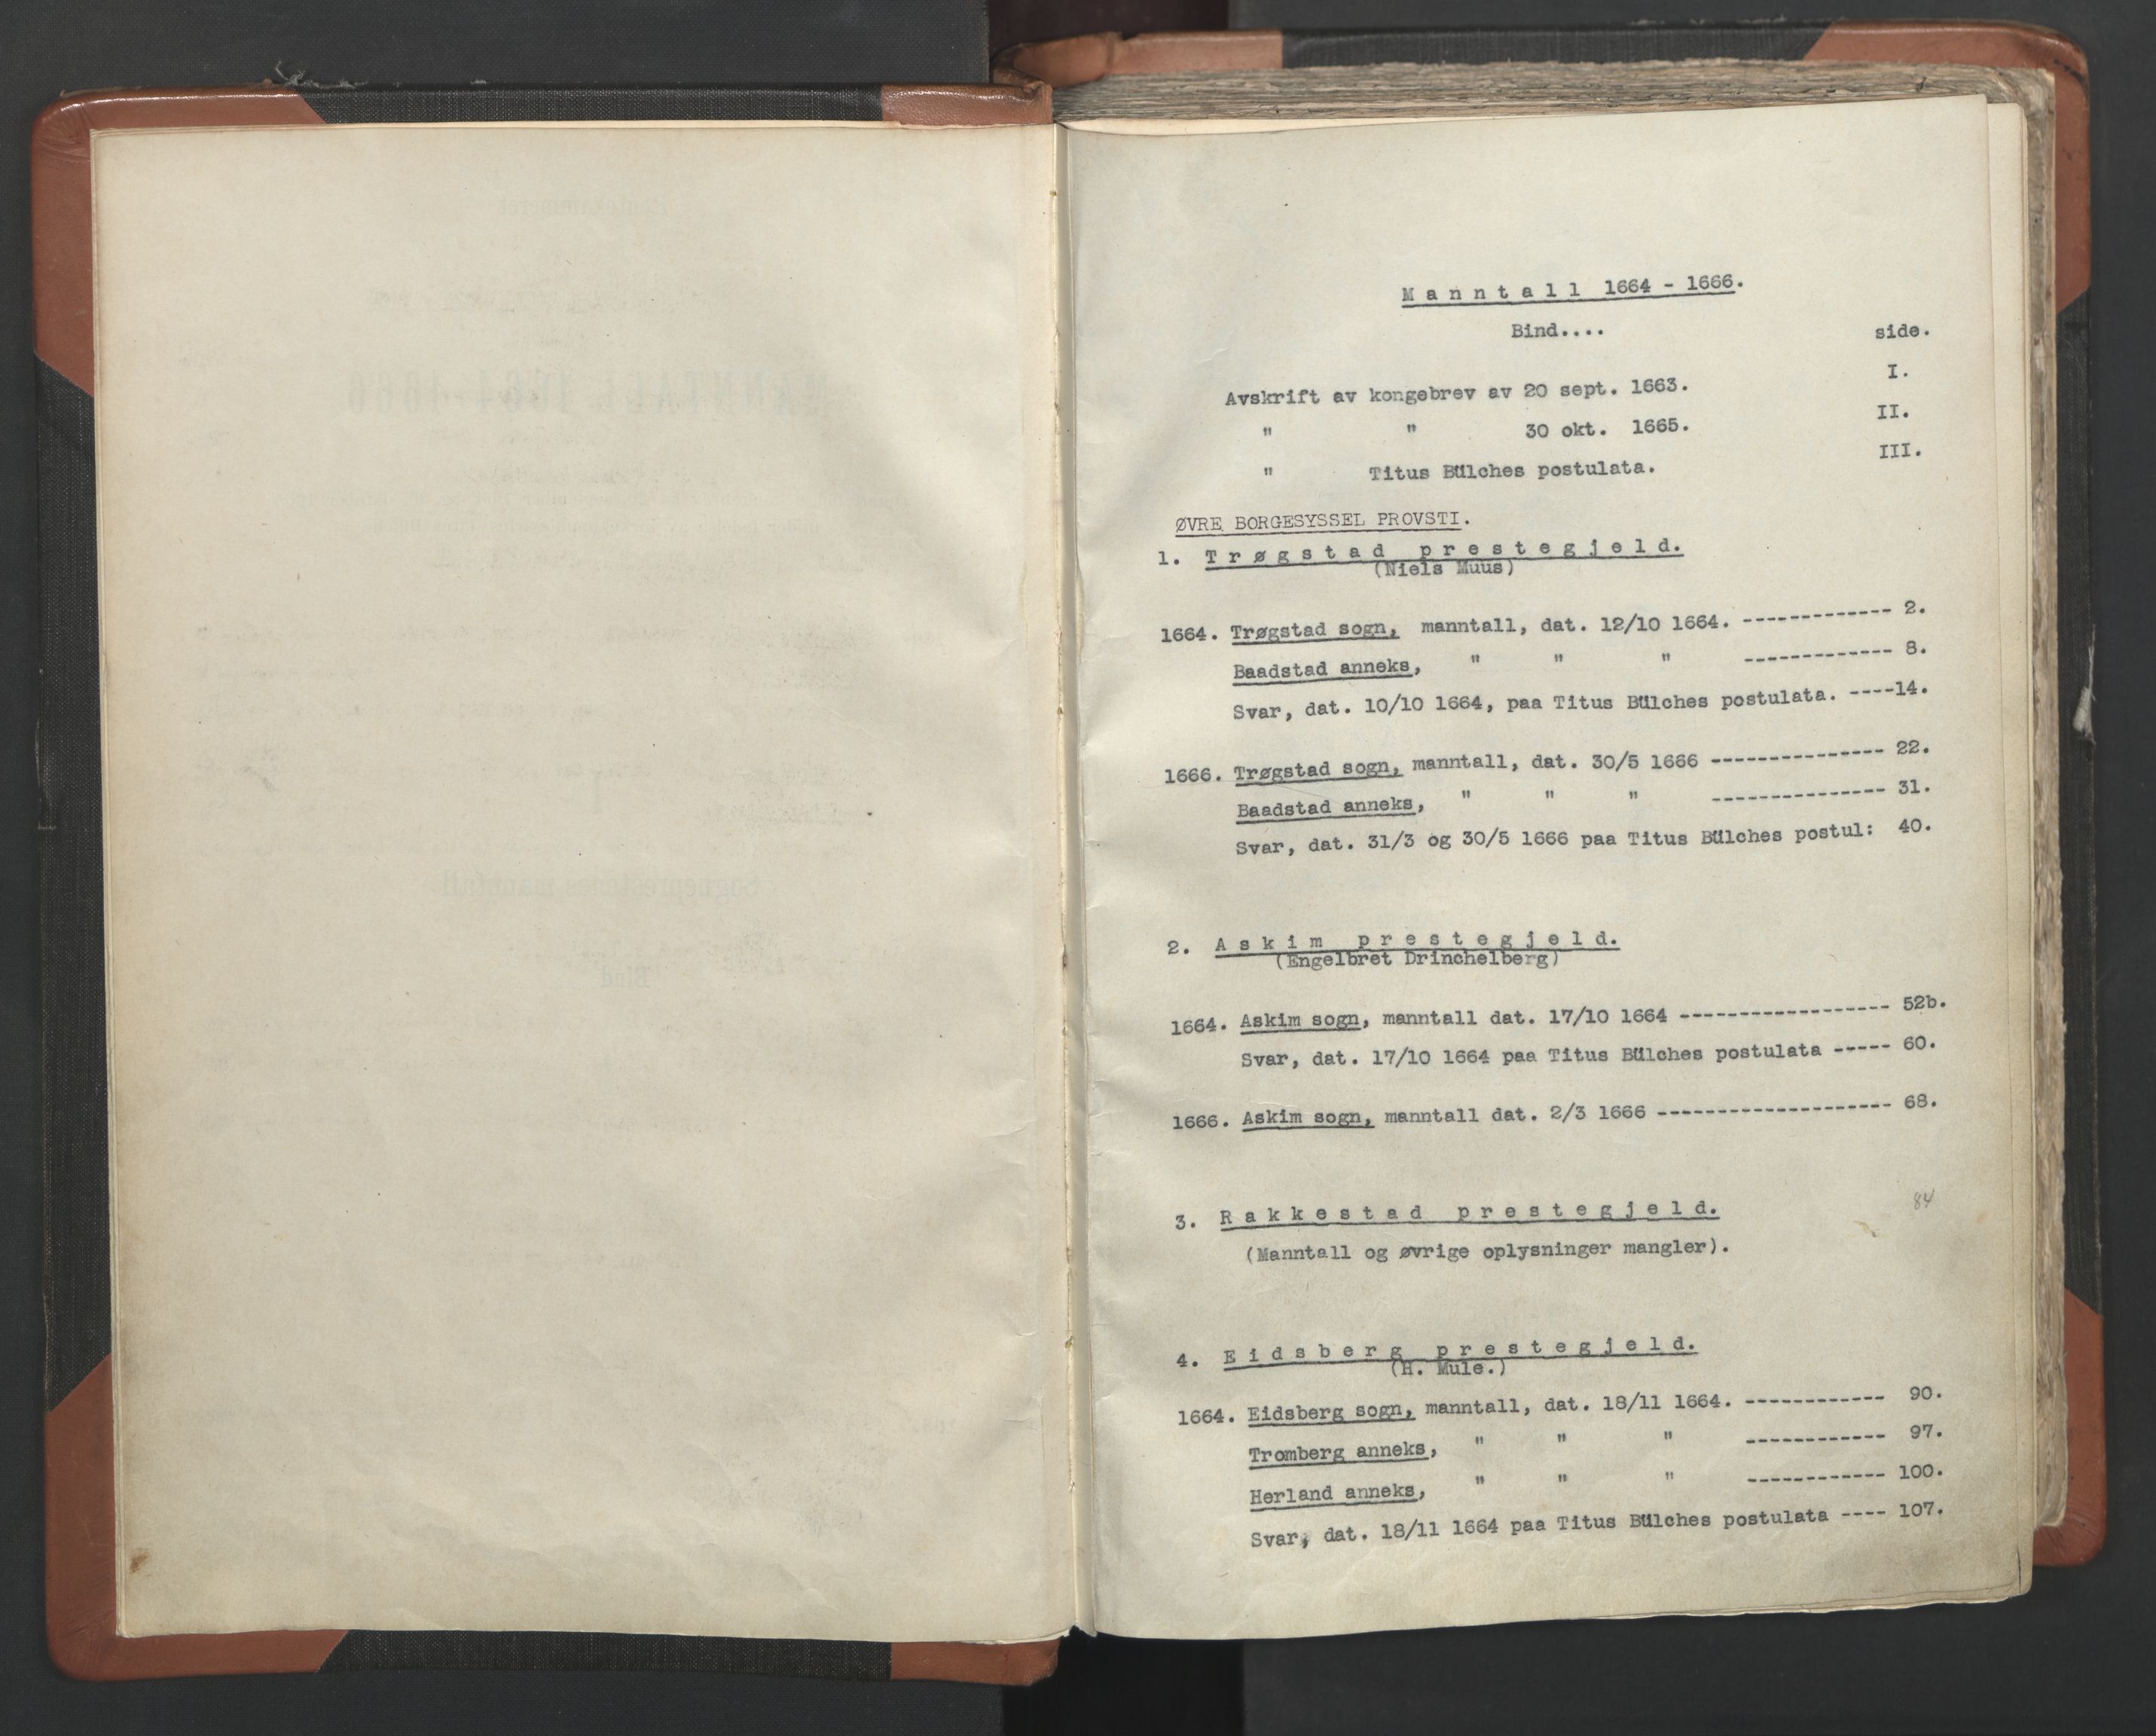 Manntall 1664 - 1666.
Bind.... side.
Avskrift av kongebrev av 20 sept. 1663. I.
" " 30 okt. 1665. II.
" Titus Bülches postulata. III.
ØVRE BORGESYSSEL PROVSTI.
1. Trøgstad prestegjeld.
(Niels Muus)
1664. Trøgstad sogn, manntall, dat. 12/10 1664. ------------- 2.
Baadstad anneks, " " " ------------- 8.
Svar, dat. 10/10 1664, paa Titus Bülches postulata. ----14.
1666. Trøgstad sogn, manntall, dat. 30/5 1666 --------------- 22.
Baadstad anneks, " " " --------------- 31.
Svar, dat. 31/3 og 30/5 1666 paa Titus Bülches postul: 40.
2. Askim prestegjeld.
(Engelbret Drinchelberg)
1664. Askim sogn, manntall dat. 17/10 1664 ------------------ 52b.
Svar, dat. 17/10 1664 paa Titus Bülches postulata ----- 60.
1666. Askim sogn, manntall dat. 2/3 1666 -------------------- 68.
3. Rakkestad prestegjeld. 84
(Manntall og øvrige oplysninger mangler).
4. Eidsberg prestegjeld.
(H. Mule.)
1664. Eidsberg sogn, manntall, dat. 18/11 1664. ------------ 90.
Tromberg anneks, " " " ------------ 97.
Herland anneks, " " " ------------ 100.
Svar, dat. 18/11 1664 paa Titus Bülches postulata ---- 107.